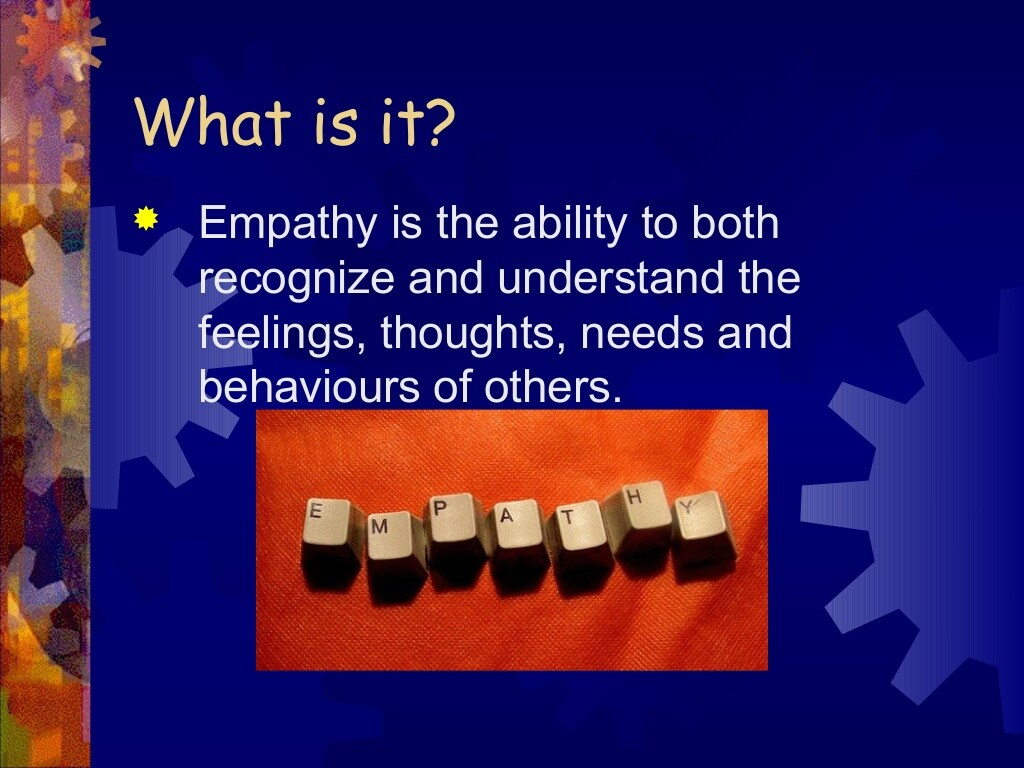 What is it?
Empathy is the ability to both
recognize and understand the
feelings, thoughts, needs and
behaviours of others.
E M P A T H Y